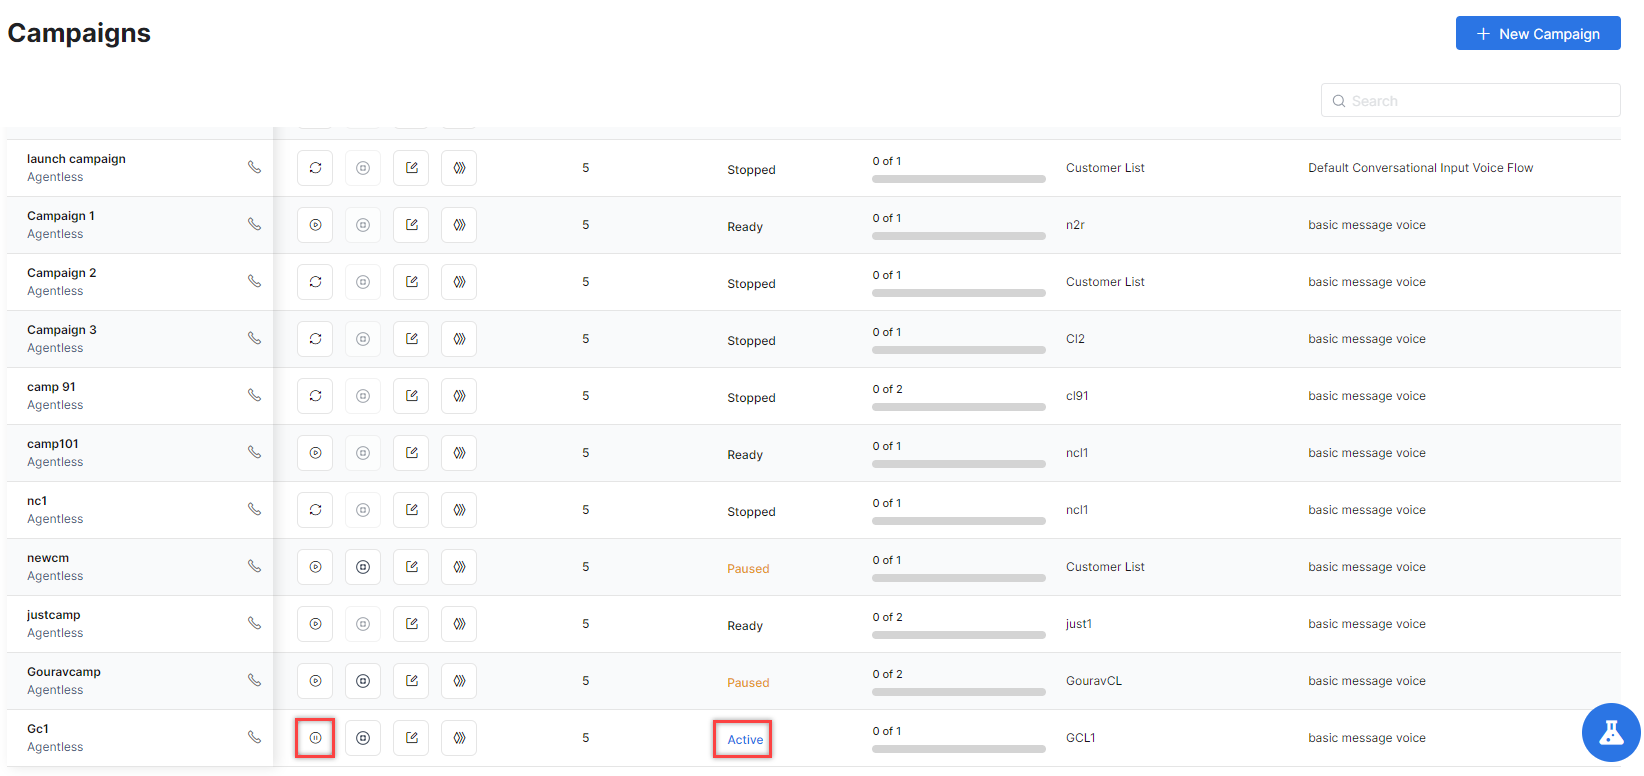 Campaigns
New Campaign
Search
launch campaign
Agentless
5
Stopped
0 of 1
Customer List
Default Conversational Input Voice Flow
Campaign 1
Agentless
5
Ready
0 of 1
n2r
basic message voice
Campaign 2
Agentless
5
Stopped
0 of 1
Customer List
basic message voice
Campaign 3
Agentless
5
Stopped
0 of 1
Cl2
basic message voice
camp 91
Agentless
5
Stopped
0 of 2
cl91
basic message voice
camp101
Agentless
5
Ready
0 of 1
ncl1
basic message voice
nc1
Agentless
5
Stopped
0 of 1
ncl1
basic message voice
newcm
Agentless
5
Paused
0 of 1
Customer List
basic message voice
justcamp
Agentless
5
Ready
0 of 2
just1
basic message voice
Gouravcamp
Agentless
5
Paused
0 of 2
GouravCL
basic message voice
Gc1
Agentless
5
Active
0 of 1
GCL1
basic message voice